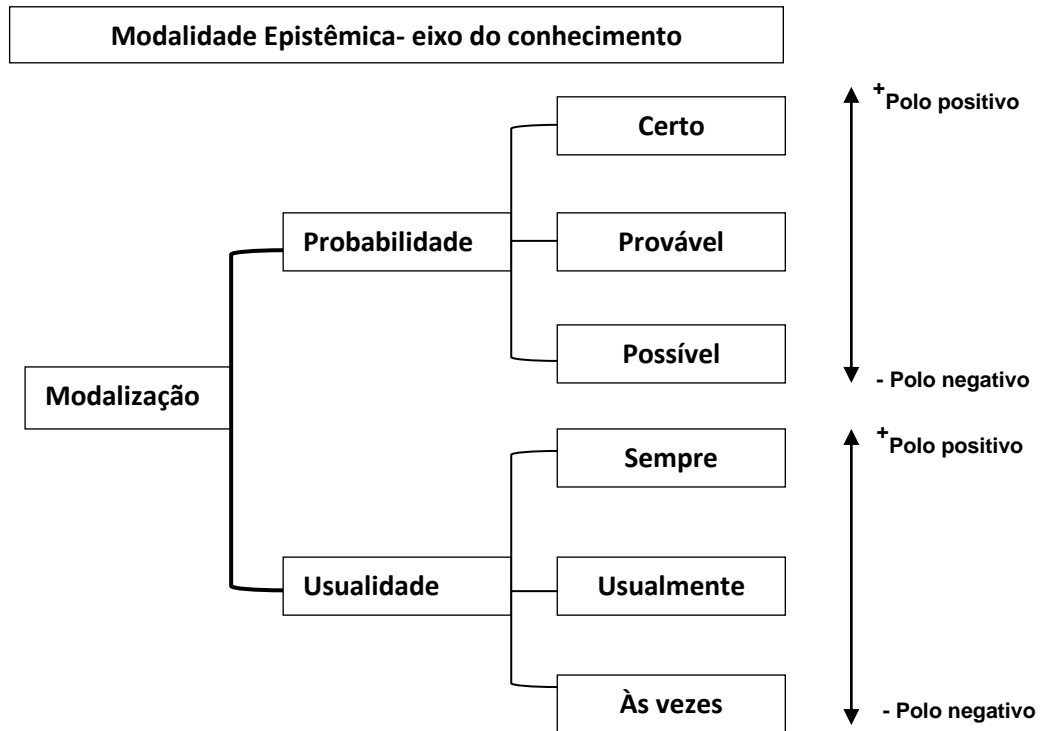 Modalidade Epistêmica- eixo do conhecimento
Certo
+Polo positivo
Probabilidade
Provável
Possível
- Polo negativo
Modalização
Sempre
+Polo positivo
Usualidade
Usualmente
Às vezes
- Polo negativo